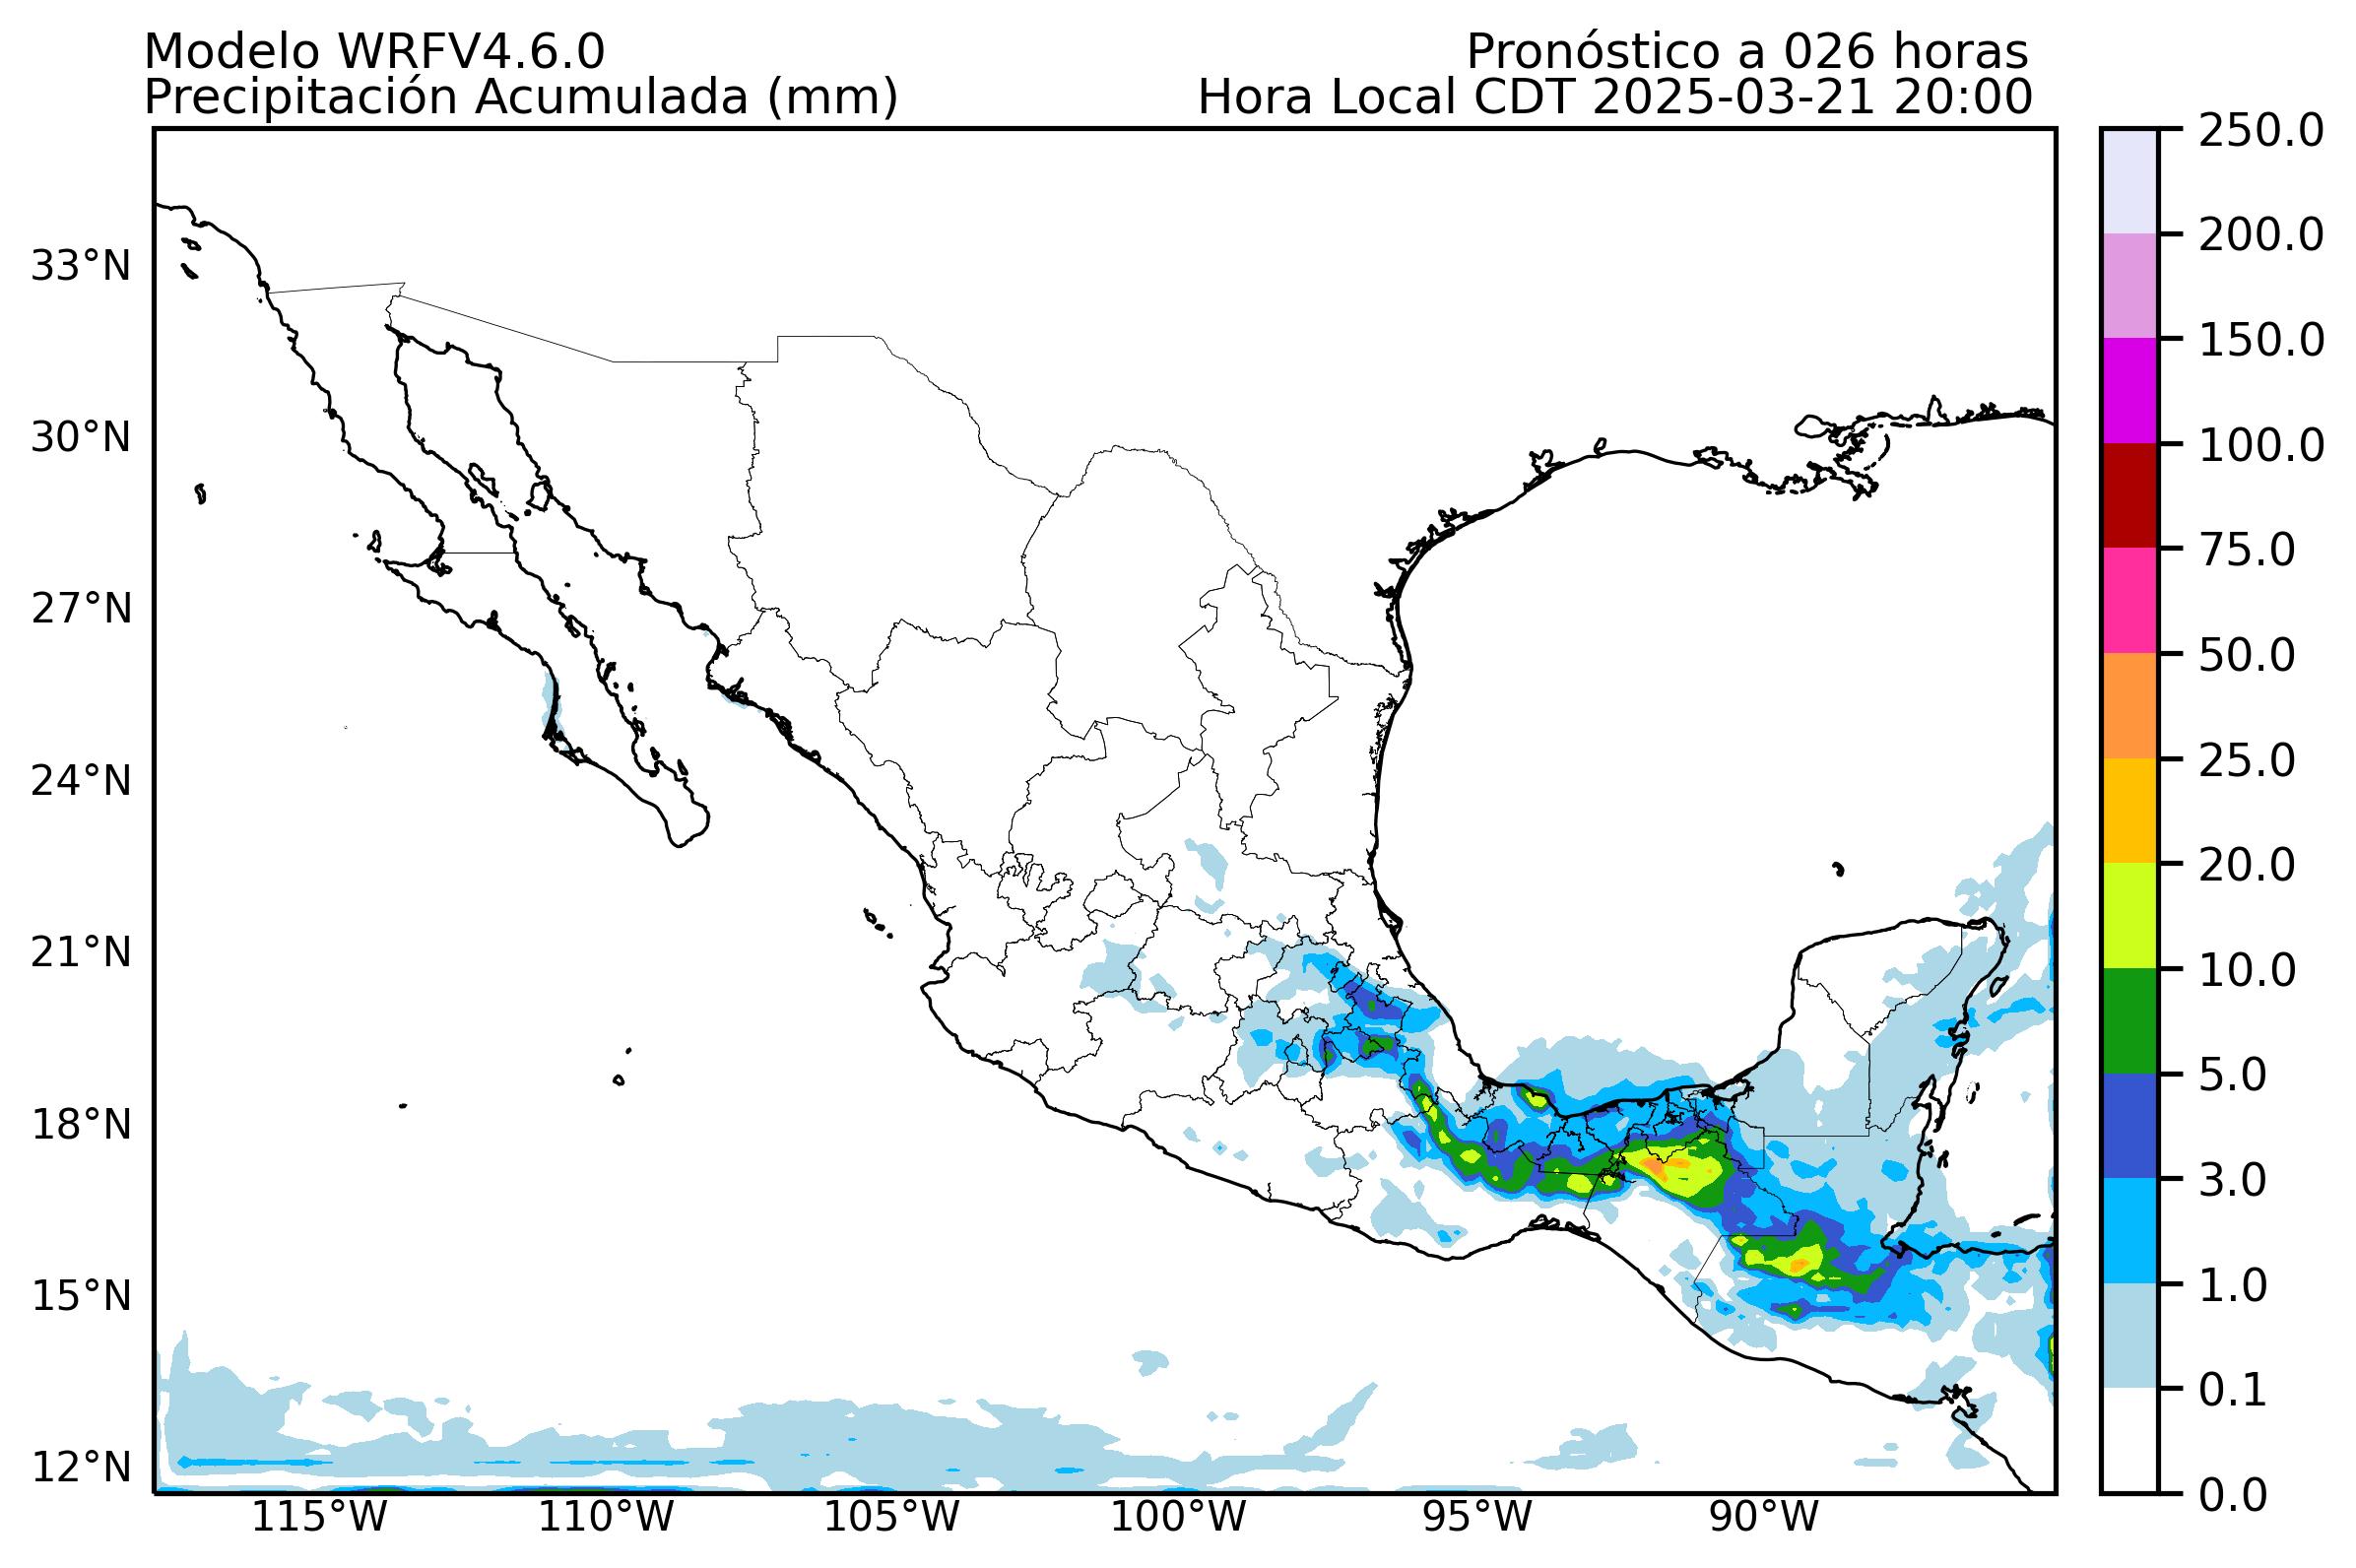 Modelo WRFV4.6.0
Pronóstico a 026 horas
Precipitación Acumulada (mm)
Hora Local CDT 2025-03-21 20:00
33°N
30°N
27°N
24°N
21°N
18°N
15°N
12°N
115°W
110°W
105°W
100°W
95°W
90°W
250.0
200.0
150.0
100.0
75.0
50.0
25.0
20.0
10.0
5.0
3.0
1.0
0.1
0.0